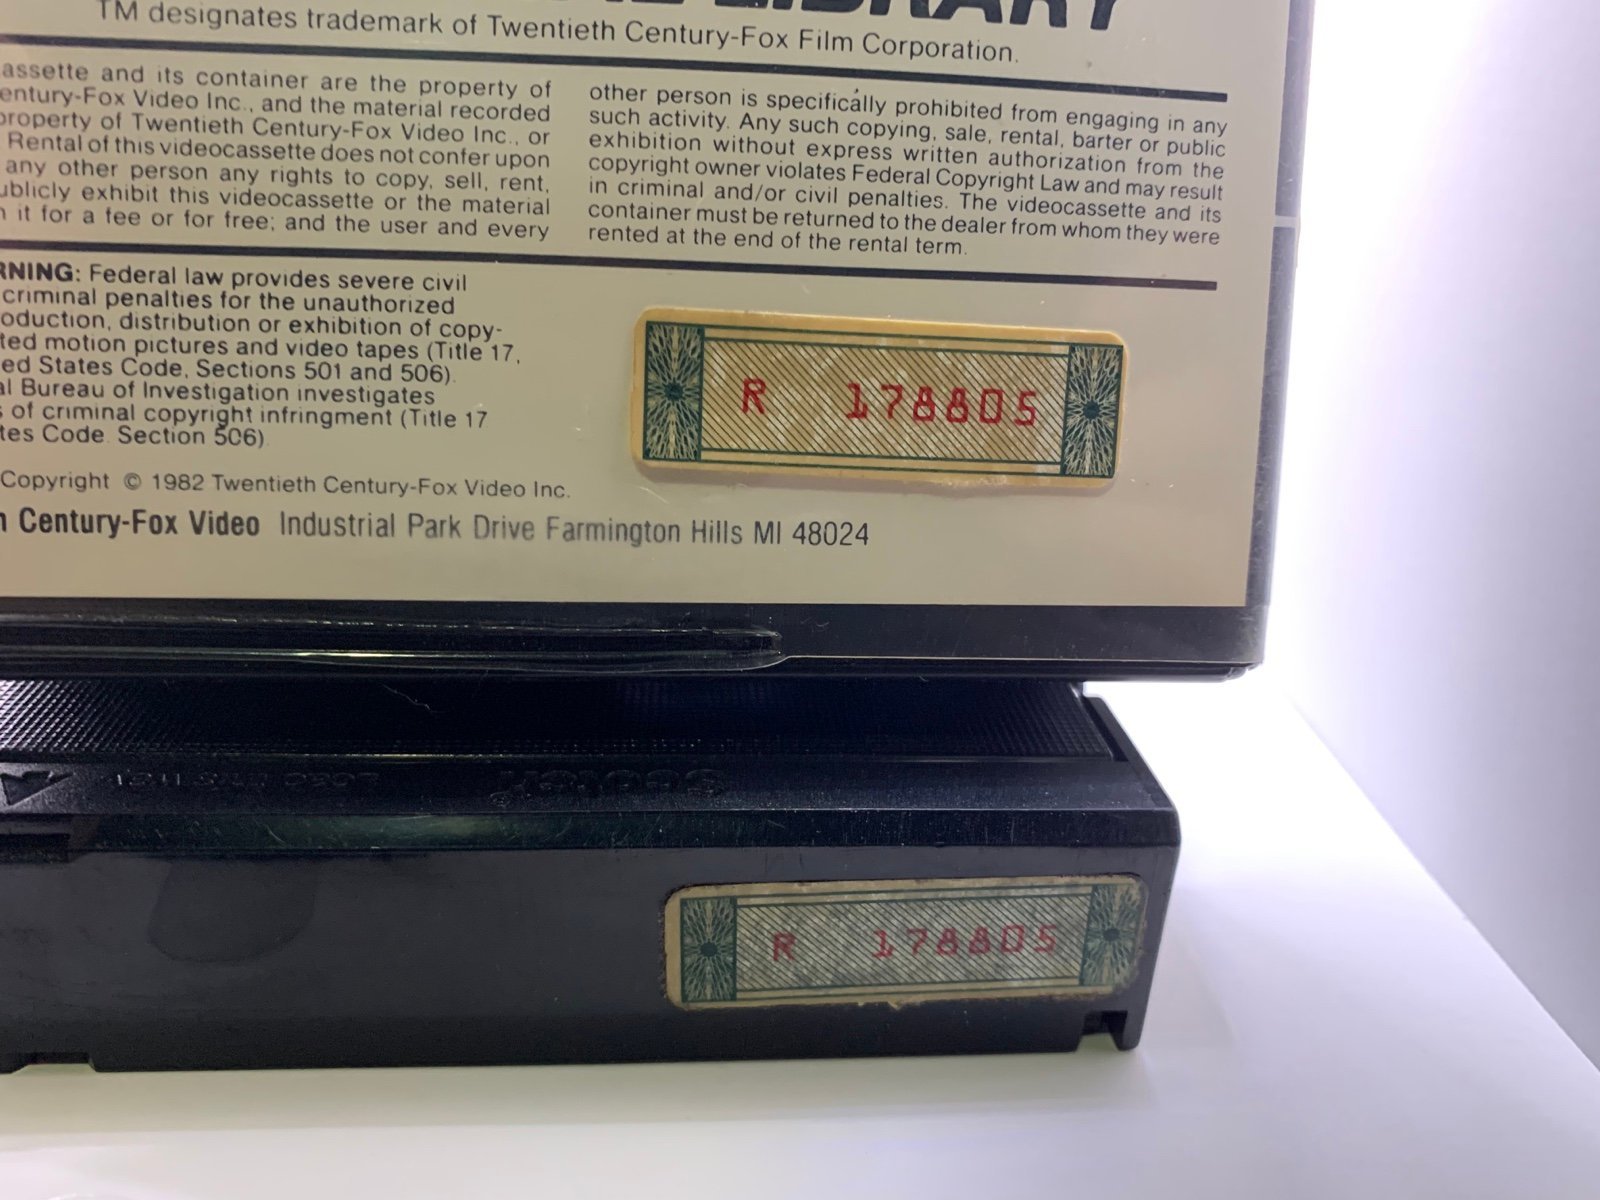 LIBRARY
TM designates trademark of Twentieth Century-Fox Film Corporation.
assette and its container are the property of
entury-Fox Video Inc., and the material recorded
property of Twentieth Century-Fox Video Inc., or
Rental of this videocassette does not confer upon
any other person any rights to copy, sell, rent,
ublicly exhibit this videocassette or the material
n it for a fee or for free; and the user and every
other person is specifically prohibited from engaging in any
such activity. Any such copying, sale, rental, barter or public
exhibition without express written authorization from the
copyright owner violates Federal Copyright Law and may result
in criminal and/or civil penalties. The videocassette and its
container must be returned to the dealer from whom they were
rented at the end of the rental term.
RNING: Federal law provides severe civil
criminal penalties for the unauthorized
oduction, distribution or exhibition of copy-
ted motion pictures and video tapes (Title 17,
ed States Code, Sections 501 and 506).
al Bureau of Investigation investigates
s of criminal copyright infringment (Title 17
tes Code. Section 506).
R 178805
Copyright © 1982 Twentieth Century-Fox Video Inc.
n Century-Fox Video Industrial Park Drive Farmington Hills MI 48024
Scotch
R 178805